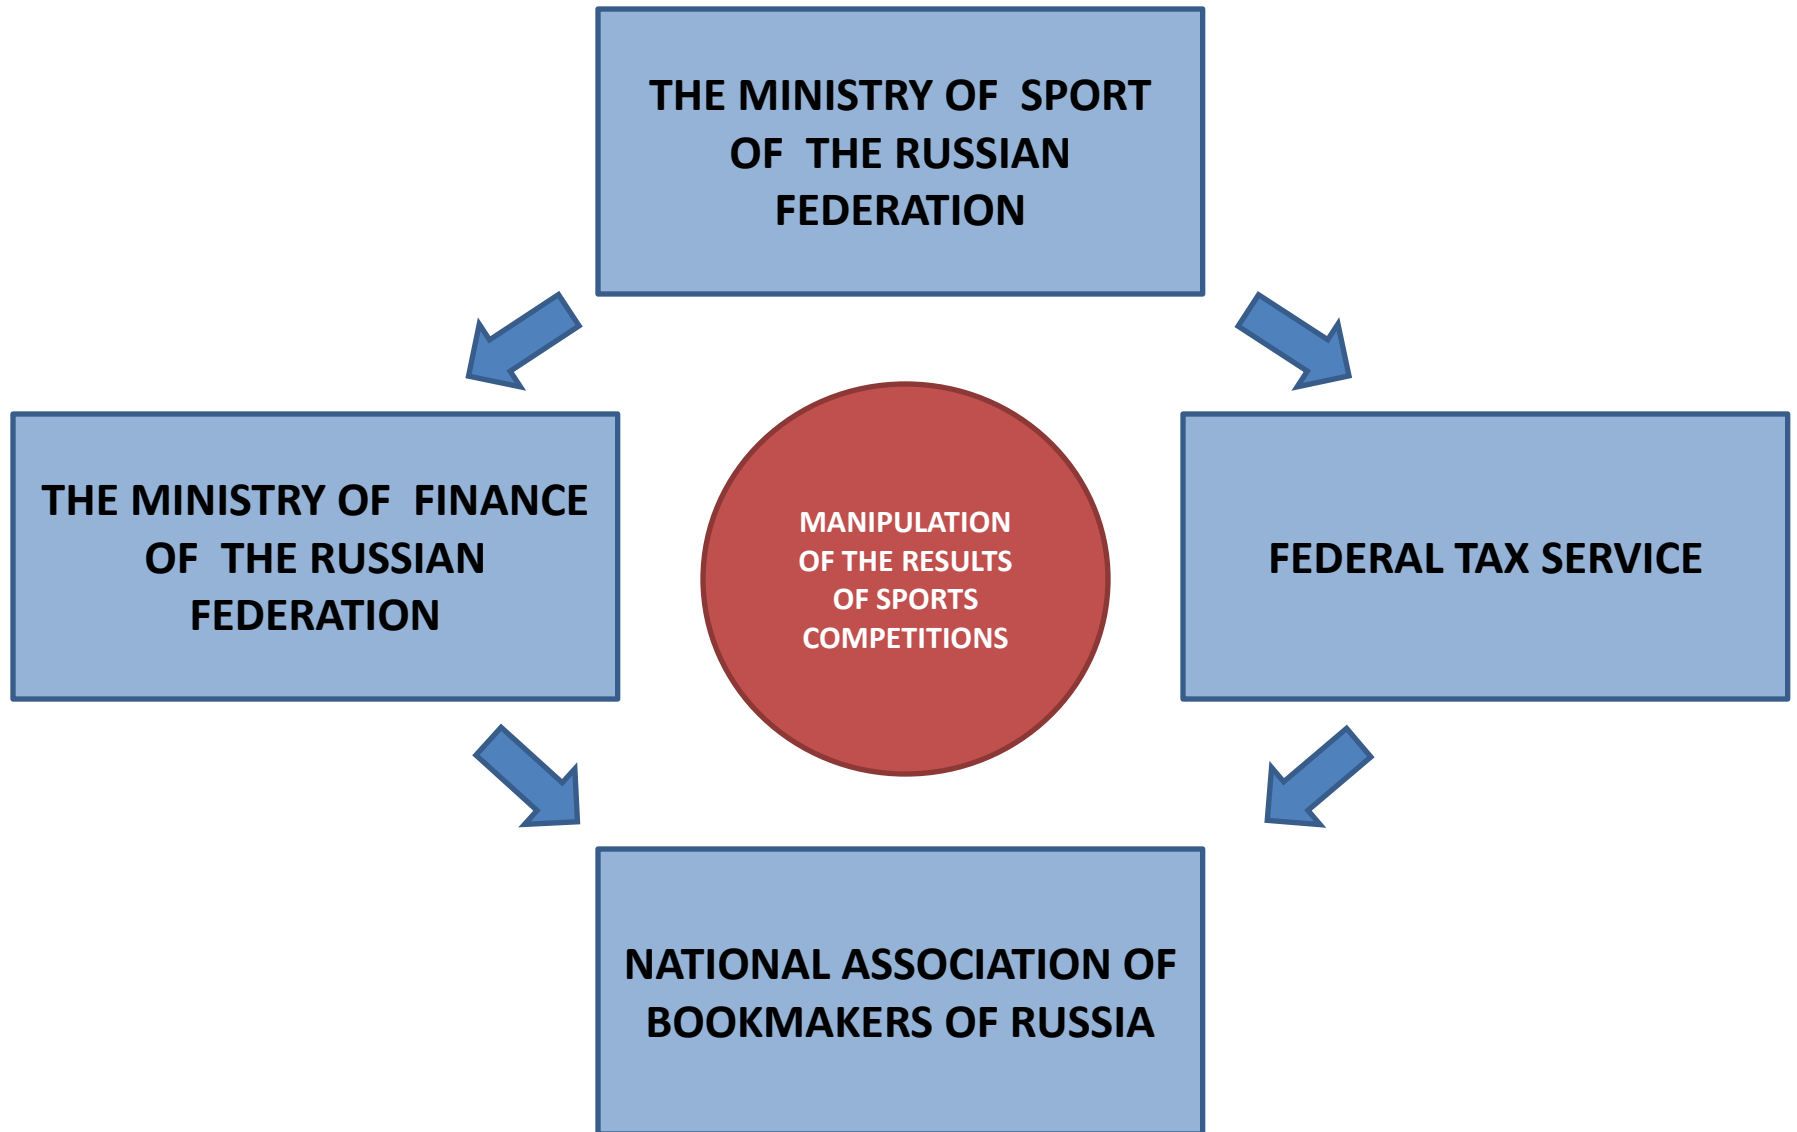 THE MINISTRY OF SPORT
OF THE RUSSIAN
FEDERATION
THE MINISTRY OF FINANCE
OF THE RUSSIAN
FEDERATION
MANIPULATION
OF THE RESULTS
OF SPORTS
COMPETITIONS
FEDERAL TAX SERVICE
NATIONAL ASSOCIATION OF
BOOKMAKERS OF RUSSIA